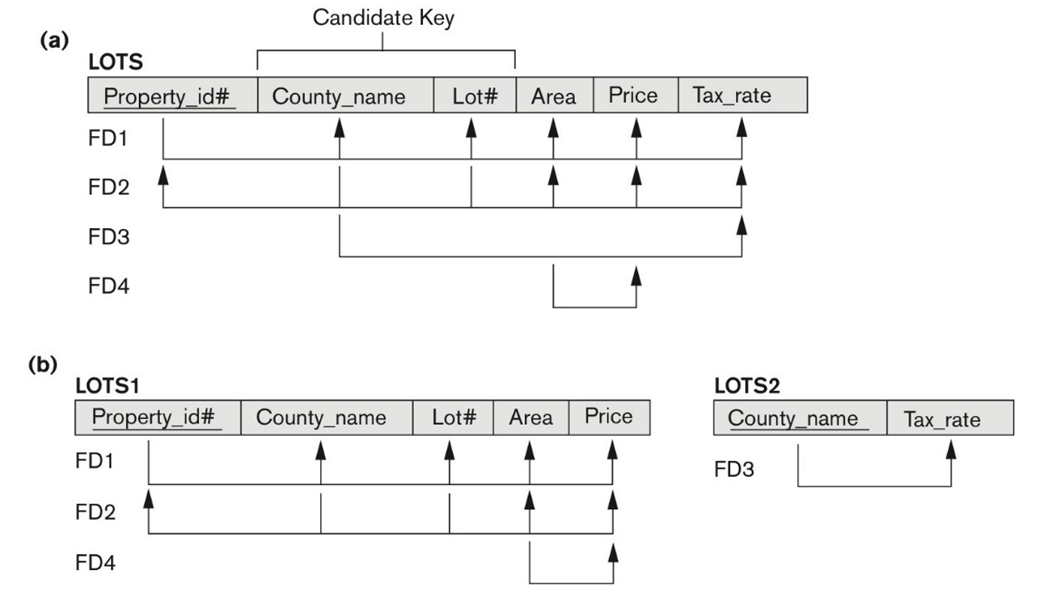 Candidate Key
(a)
LOTS
Property_id# County_name Lot# Area Price Tax_rate
FD1
FD2
FD3
FD4
(b)
LOTS1
Property_id# County_name Lot# Area Price
FD1
FD2
FD4
LOTS2
County_name Tax_rate
FD3